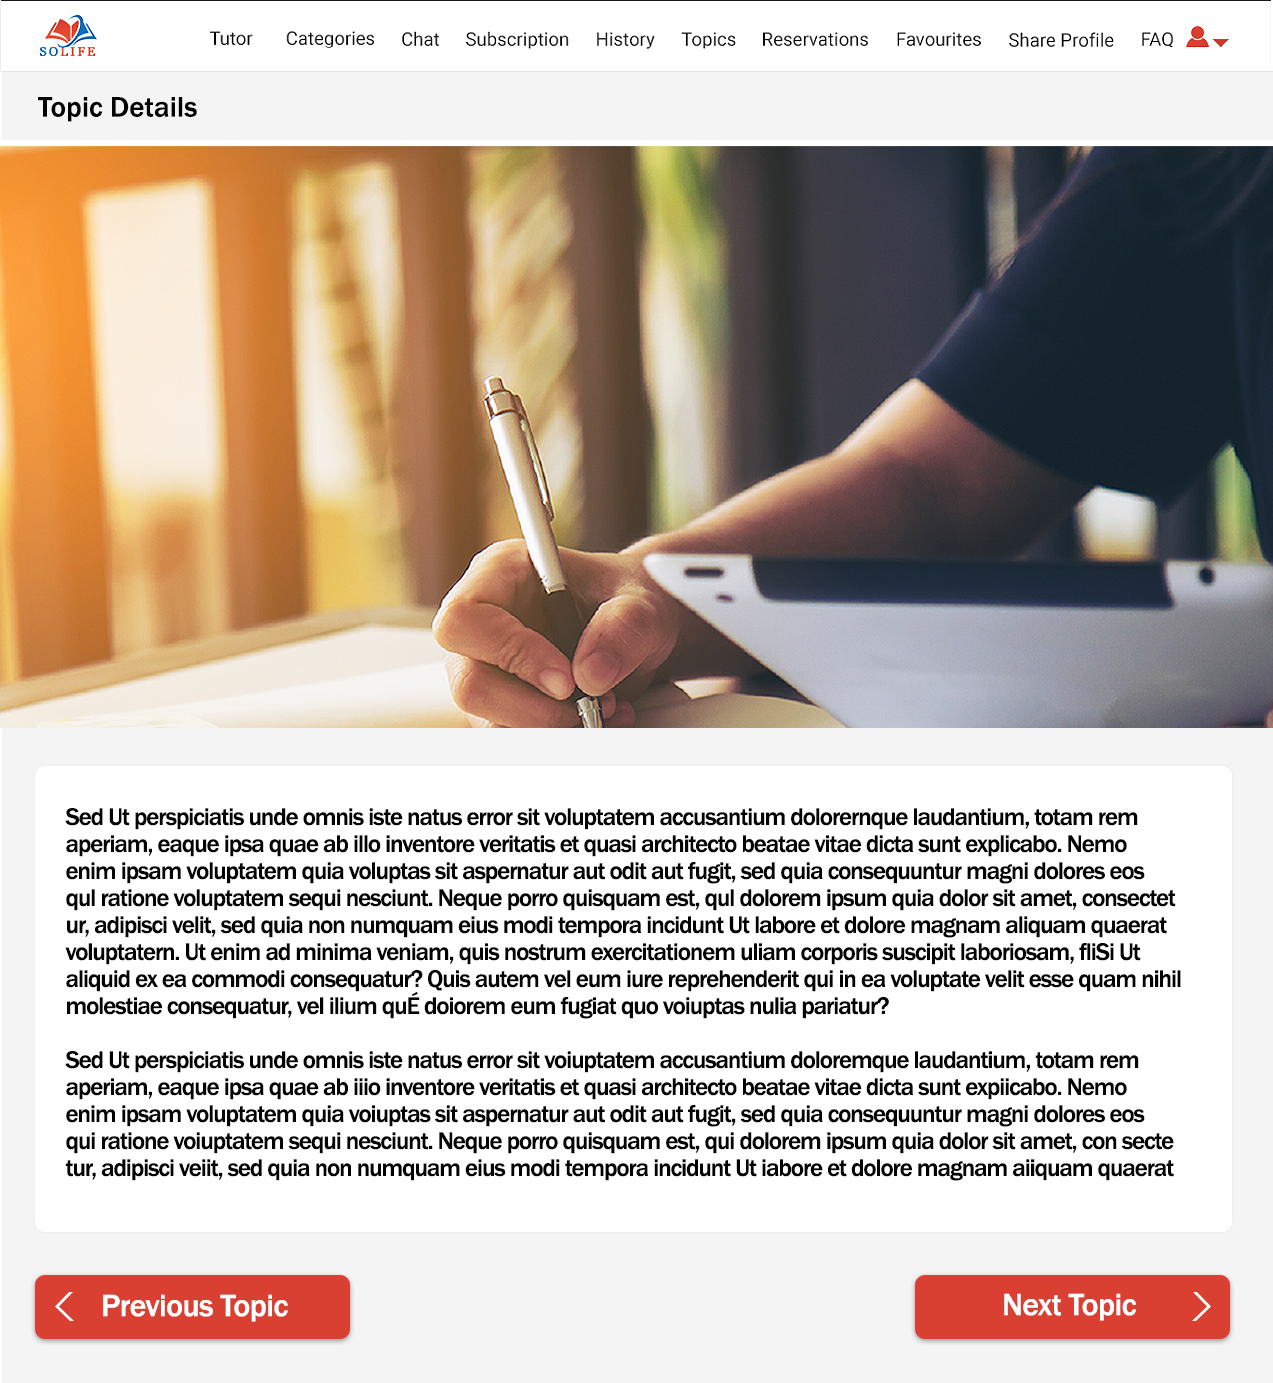 SOLIFE
Tutor Categories Chat Subscription History Topics Reservations Favourites Share Profile FAQ
Topic Details
Sed Ut perspiciatis unde omnis iste natus error sit voluptatem accusantium dolorernque laudantium, totam rem
aperiam, eaque ipsa quae ab illo inventore veritatis et quasi architecto beatae vitae dicta sunt explicabo. Nemo
enim ipsam voluptatem quia voluptas sit aspernatur aut odit aut fugit, sed quia consequuntur magni dolores eos
qul ratione voluptatem sequi nesciunt. Neque porro quisquam est, qul dolorem ipsum quia dolor sit amet, consectet
ur, adipisci velit, sed quia non numquam eius modi tempora incidunt Ut labore et dolore magnam aliquam quaerat
voluptatern. Ut enim ad minima veniam, quis nostrum exercitationem uliam corporis suscipit laboriosam, fliSi Ut
aliquid ex ea commodi consequatur? Quis autem vel eum iure reprehenderit qui in ea voluptate velit esse quam nihil
molestiae consequatur, vel ilium quÉ doiorem eum fugiat quo voiuptas nulia pariatur?
Sed Ut perspiciatis unde omnis iste natus error sit voiuptatem accusantium doloremque laudantium, totam rem
aperiam, eaque ipsa quae ab iiio inventore veritatis et quasi architecto beatae vitae dicta sunt expiicabo. Nemo
enim ipsam voluptatem quia voiuptas sit aspernatur aut odit aut fugit, sed quia consequuntur magni dolores eos
qui ratione voiuptatem sequi nesciunt. Neque porro quisquam est, qui dolorem ipsum quia dolor sit amet, con secte
tur, adipisci veiit, sed quia non numquam eius modi tempora incidunt Ut iabore et dolore magnam aiiquam quaerat
Previous Topic
Next Topic